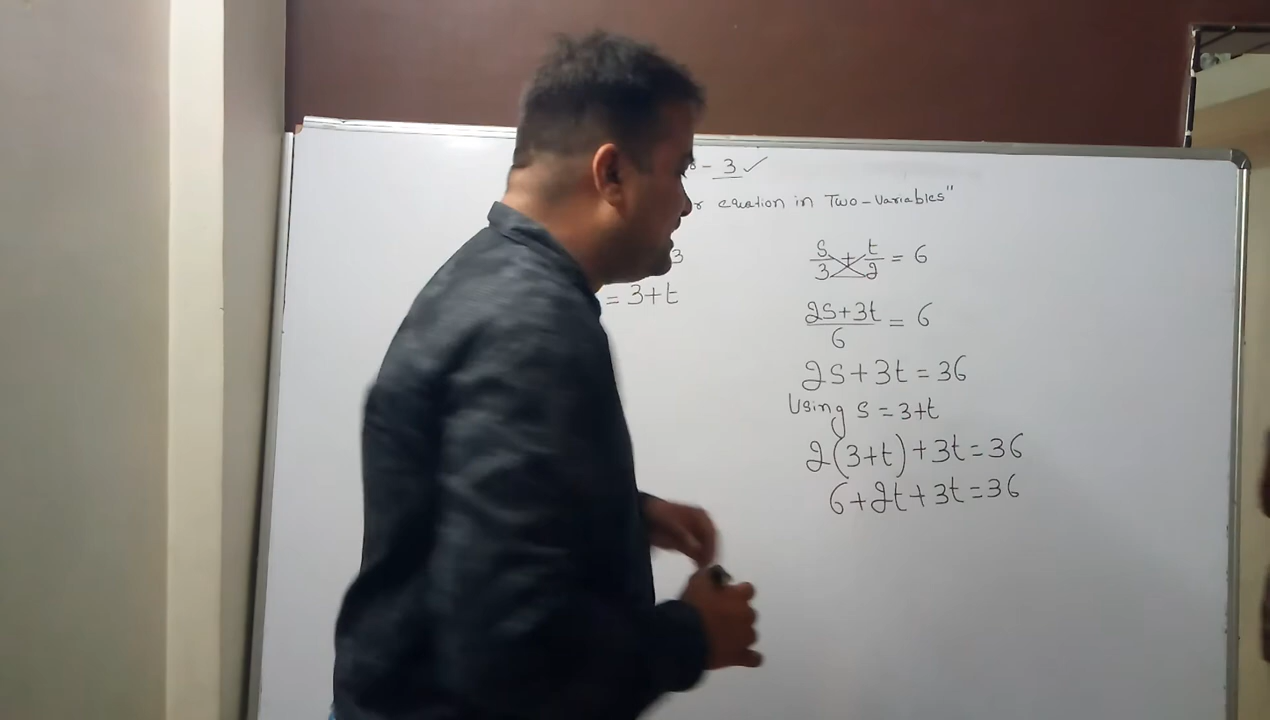 - 3 ✓
equation in Two-Variables"
3
= 3+t
s/3 + t/2 = 6
(2s+3t)/6 = 6
2s+3t=36
Using s=3+t
2(3+t)+3t=36
6+2t+3t=36